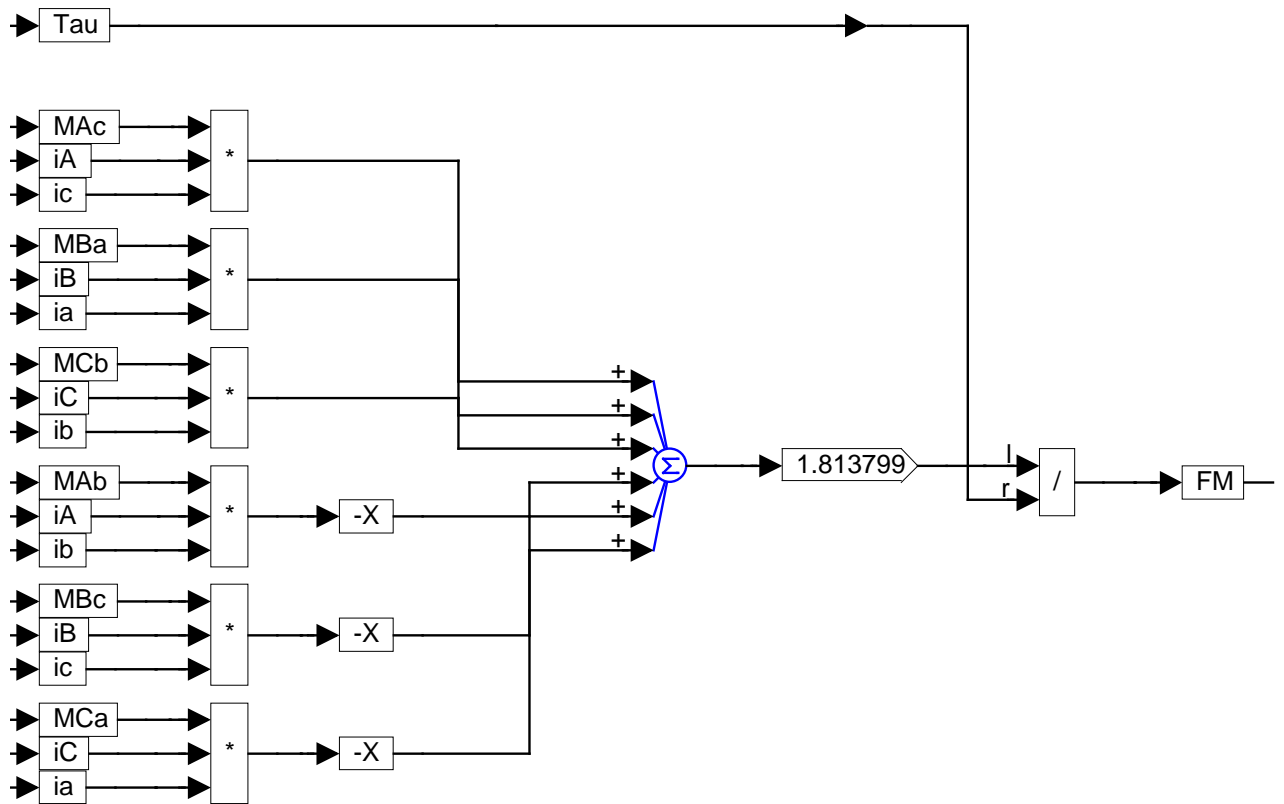 Tau
MAc
iA
*
ic
MBa
iB
*
ia
MCb
+
iC
*
+
ib
+
l
Σ
1.813799
MAb
+
r
/
FM
iA
*
-X
+
ib
+
MBc
iB
*
-X
ic
MCa
iC
*
-X
ia